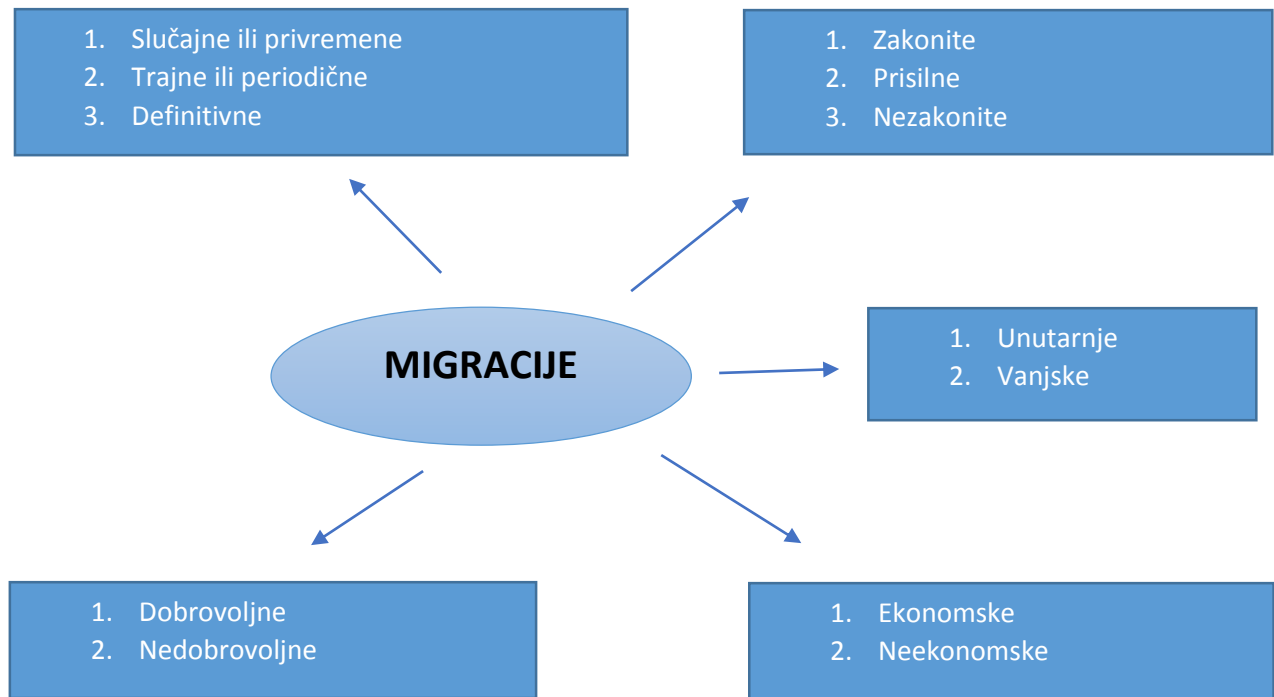 1. Slučajne ili privremene
2. Trajne ili periodične
3. Definitivne
1. Zakonite
2. Prisilne
3. Nezakonite
MIGRACIJE
1. Unutarnje
2. Vanjske
1. Dobrovoljne
2. Nedobrovoljne
1. Ekonomske
2. Neekonomske